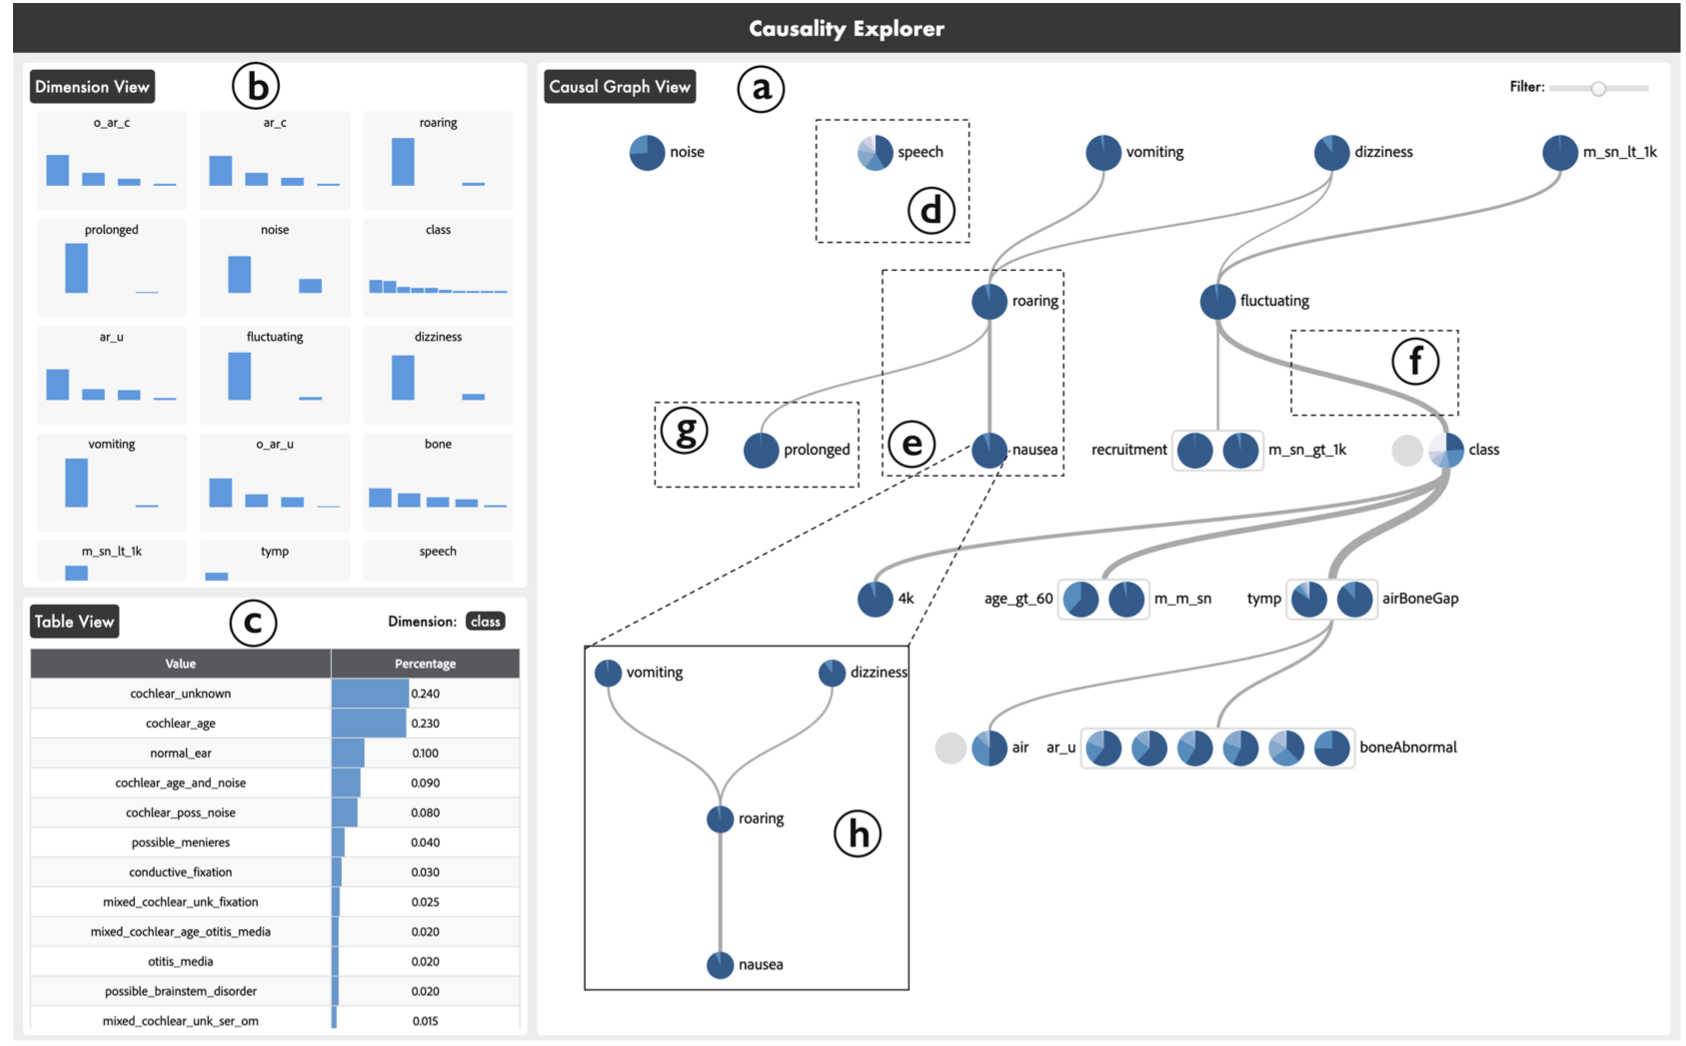 Causality Explorer
Dimension View
b
o_ar_c
ar_c
roaring
prolonged
noise
class
ar_u
fluctuating
dizziness
vomiting
o_ar_u
bone
m_sn_lt_1k
tymp
speech
Table View
c
Dimension: class
Value Percentage
cochlear_unknown 0.240
cochlear_age 0.230
normal_ear 0.100
cochlear_age_and_noise 0.090
cochlear_poss_noise 0.080
possible_menieres 0.040
conductive_fixation 0.030
mixed_cochlear_unk_fixation 0.025
mixed_cochlear_age_otitis_media 0.020
otitis_media 0.020
possible_brainstem_disorder 0.020
mixed_cochlear_unk_ser_om 0.015
Causal Graph View
a
Filter:
noise
speech
vomiting
dizziness
m_sn_lt_1k
d
roaring
fluctuating
f
g
prolonged
e
nausea
recruitment
m_sn_gt_1k
class
4k
age_gt_60
m_m_sn
tymp
airBoneGap
vomiting
dizziness
air
ar_u
boneAbnormal
roaring
h
nausea